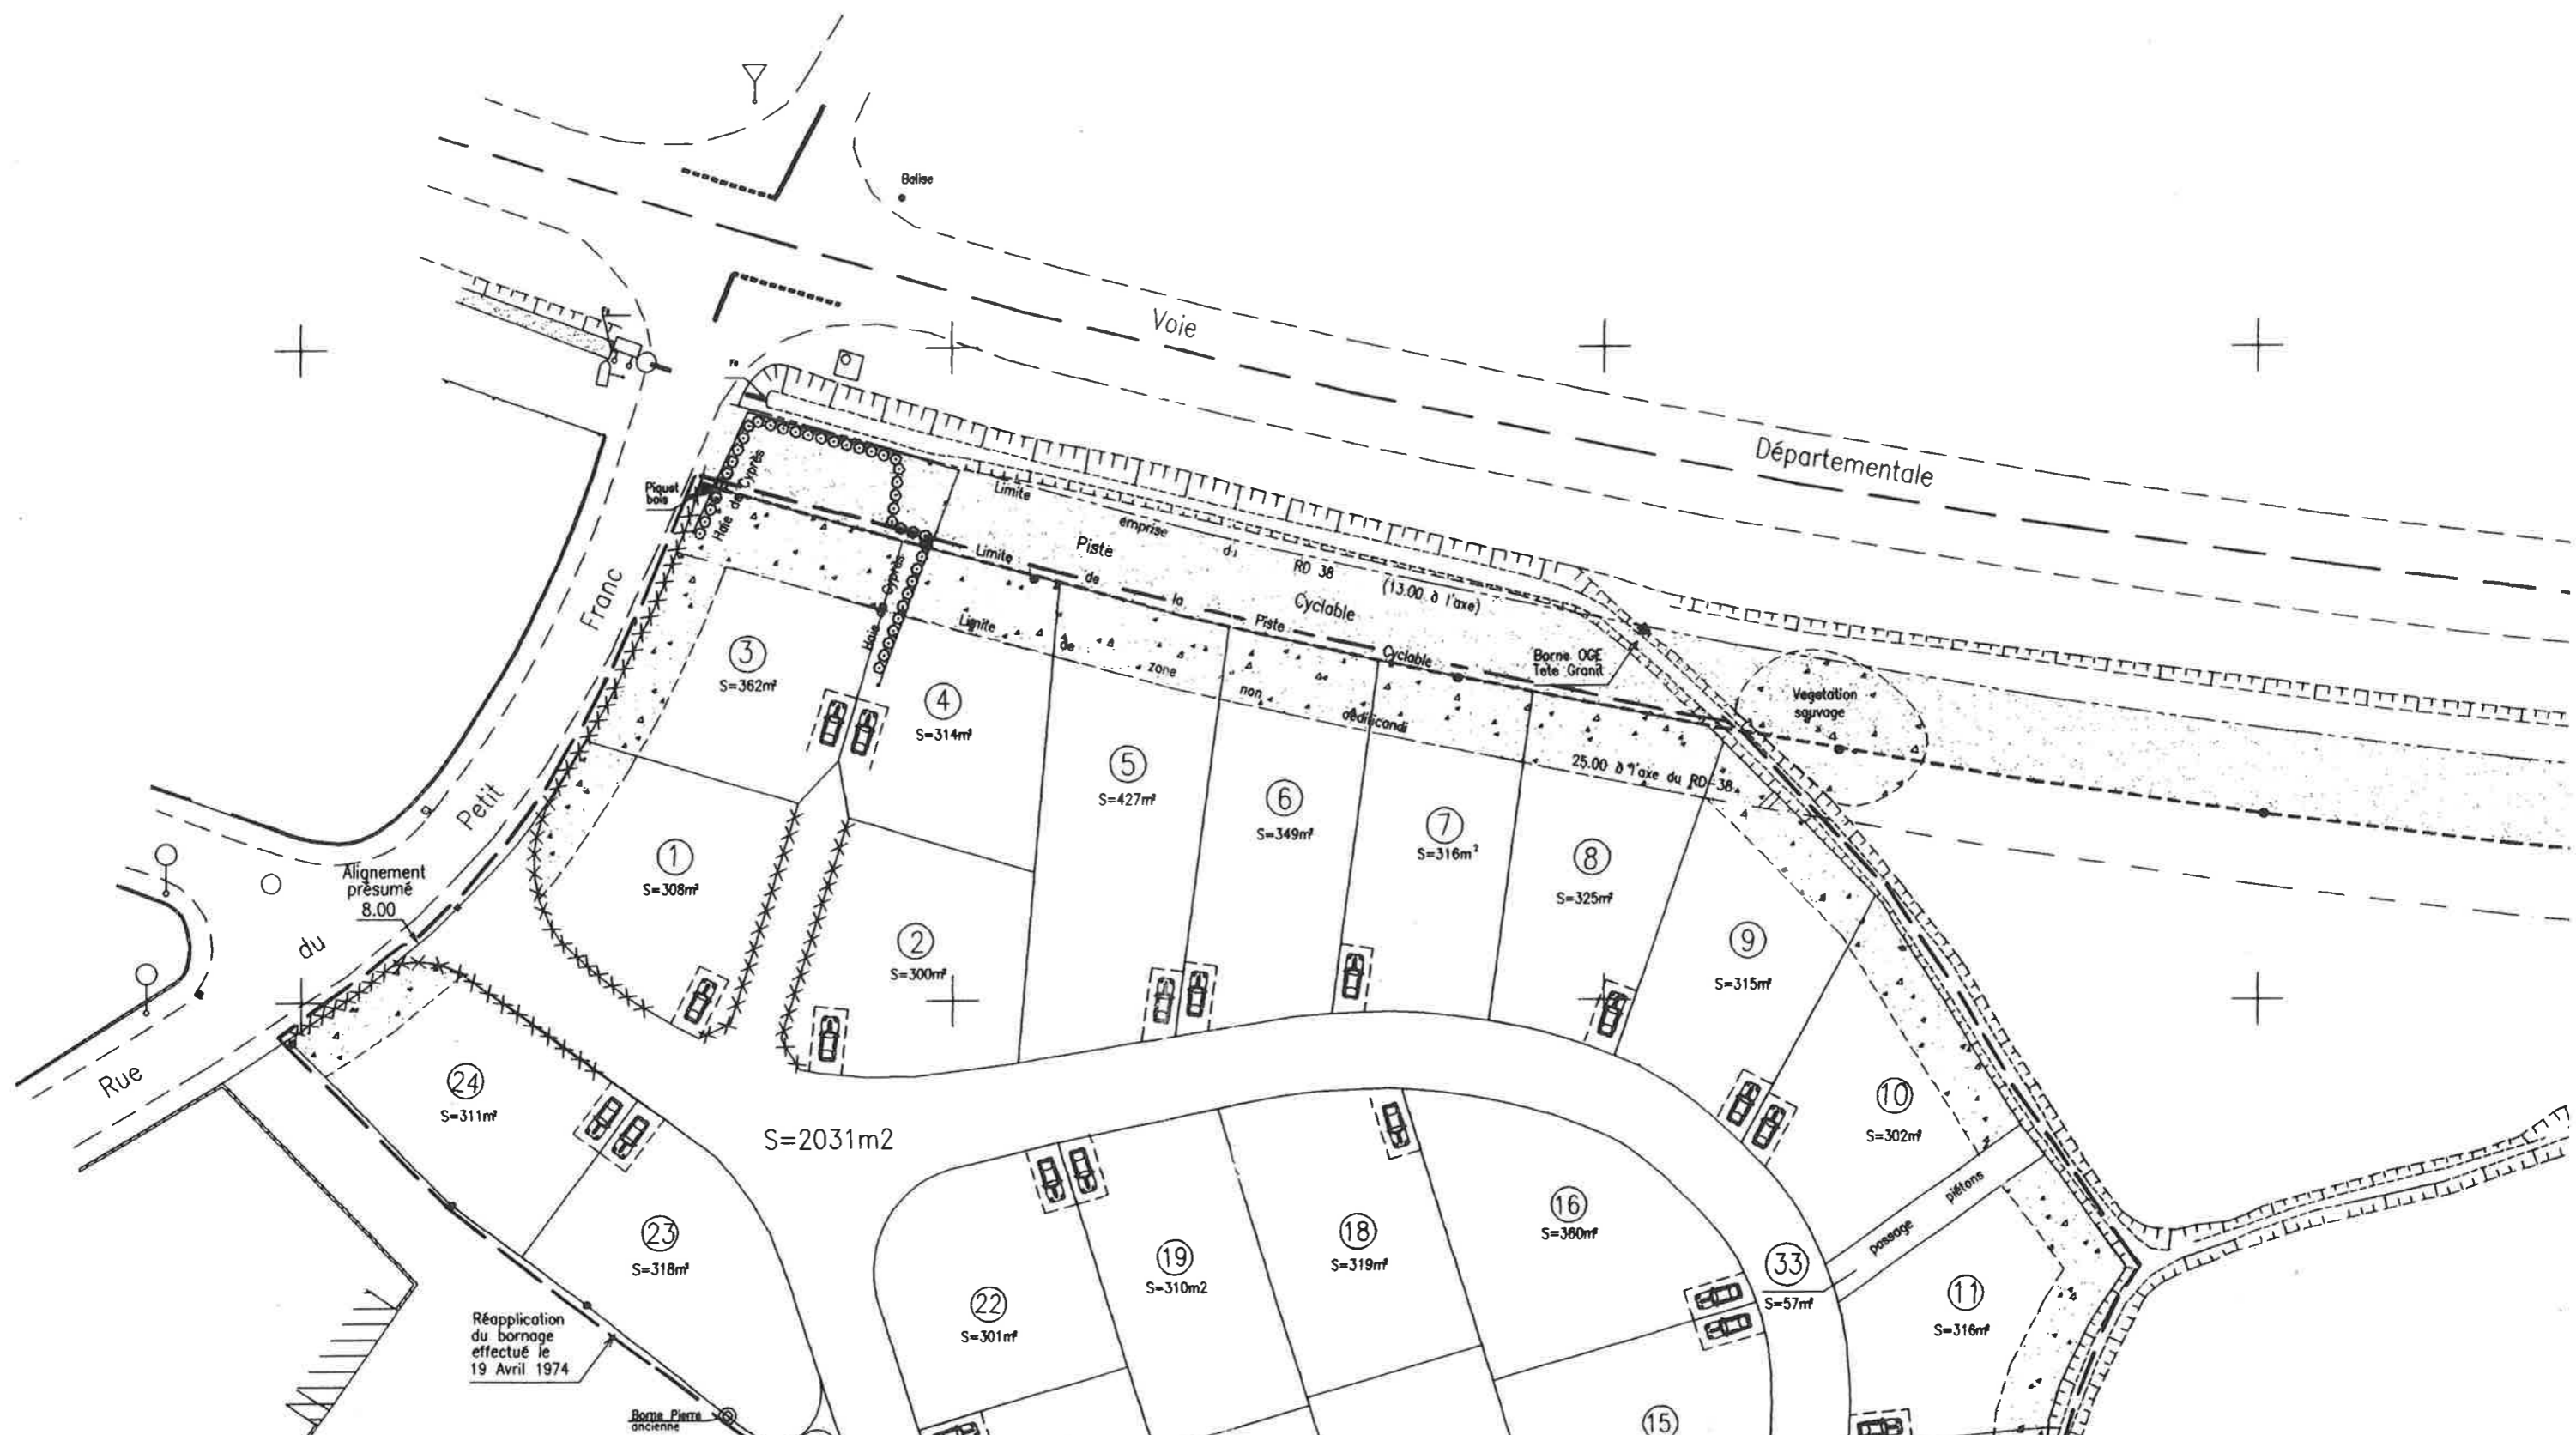 Balise
Voie
Départementale
Fe
Piquet
bois
Haie de Cyprès
Haie
Cyprès
Limite
emprise
du
RD 38
(13.00 à l'axe)
Piste
Cyclable
Limite
de
la
Piste
Cyclable
Limite
de
zone
non
aedificandi
25.00 à l'axe du RD 38
Borne OGE
Tete Granit
Vegetation
sauvage
Rue
du
Petit
Franc
Alignement
présumé
8.00
3
S=362m²
4
S=314m²
5
S=427m²
6
S=349m²
7
S=316m²
8
S=325m²
1
S=308m²
2
S=300m²
9
S=315m²
24
S=311m²
S=2031m2
10
S=302m²
23
S=318m²
22
S=301m²
19
S=310m2
18
S=319m²
16
S=360m²
33
S=57m²
passage piétons
11
S=316m²
15
Réapplication
du bornage
effectué le
19 Avril 1974
Borne Pierre
ancienne